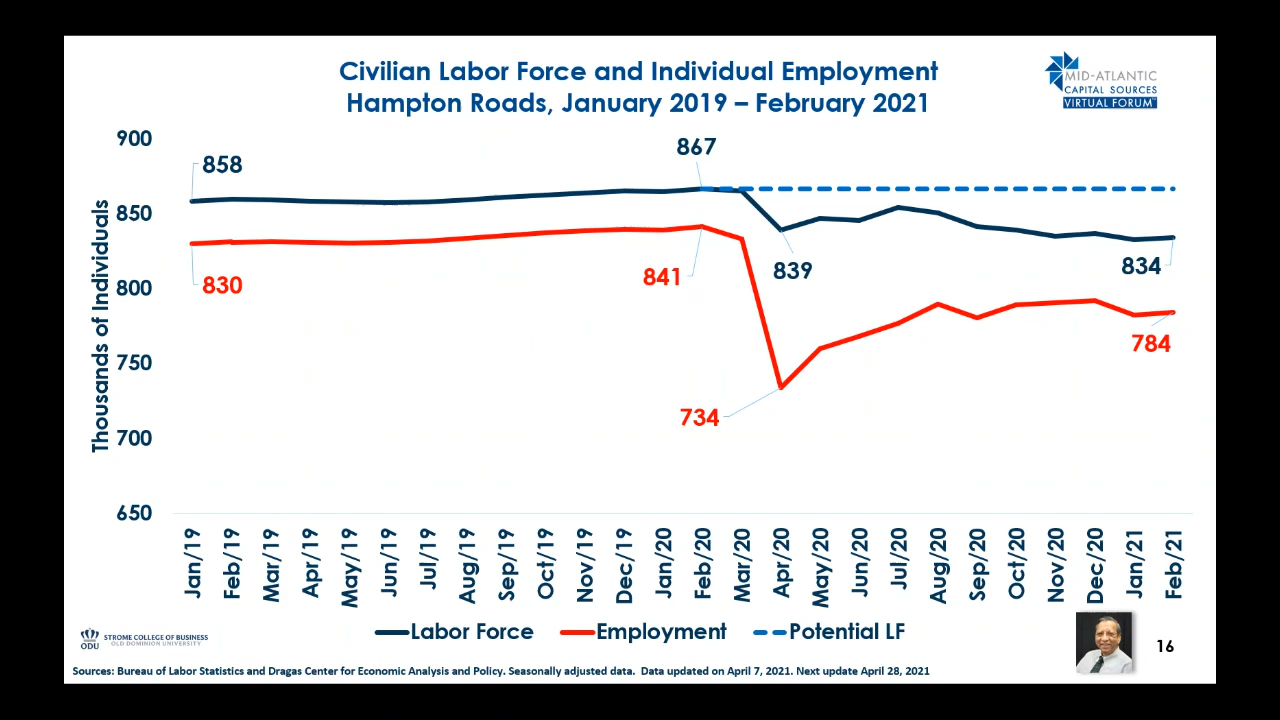 Civilian Labor Force and Individual Employment
Hampton Roads, January 2019 – February 2021
MID-ATLANTIC
CAPITAL SOURCES
VIRTUAL FORUM™
Thousands of Individuals
900
850
800
750
700
650
858
867
839
834
830
841
734
784
Jan/19
Feb/19
Mar/19
Apr/19
May/19
Jun/19
Jul/19
Aug/19
Sep/19
Oct/19
Nov/19
Dec/19
Jan/20
Feb/20
Mar/20
Apr/20
May/20
Jun/20
Jul/20
Aug/20
Sep/20
Oct/20
Nov/20
Dec/20
Jan/21
Feb/21
Labor Force
Employment
Potential LF
ODU
STROME COLLEGE OF BUSINESS
OLD DOMINION UNIVERSITY
16
Sources: Bureau of Labor Statistics and Dragas Center for Economic Analysis and Policy. Seasonally adjusted data. Data updated on April 7, 2021. Next update April 28, 2021